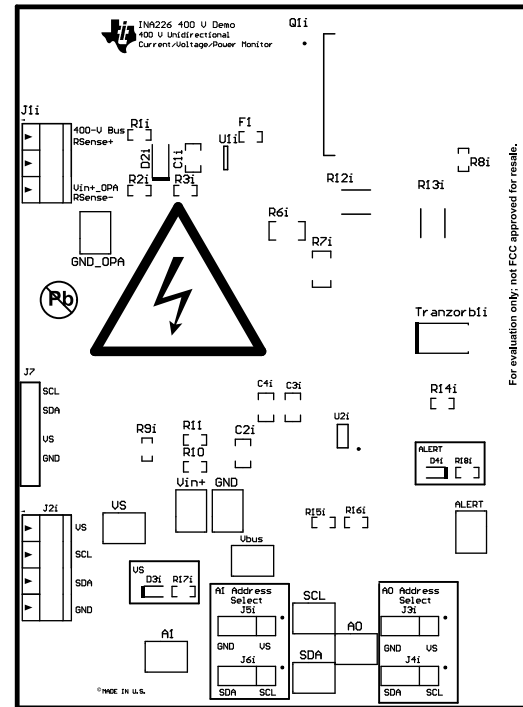 INA226 400 V Demo
400 V Unidirectional
Current/Voltage/Power Monitor
Q1i
J1i
400-V Bus
RSense+
Vin+_OPA
RSense-
R1i
D2i
C1i
U1i
F1
R2i
R3i
R8i
R12i
R13i
R6i
R7i
GND_OPA
Pb
For evaluation only; not FCC approved for resale.
Tranzorb1i
J7
SCL
SDA
VS
GND
C4i
C3i
R14i
R9i
R11
R10
C2i
U2i
ALERT
D4i
R18i
Vin+
GND
J2i
VS
SCL
SDA
GND
VS
R15i
R16i
ALERT
Vbus
VS
D3i
R17i
A1 Address
Select
J5i
GND
VS
J6i
SDA
SCL
SCL
A0
SDA
A0 Address
Select
J3i
GND
VS
J4i
SDA
SCL
A1
©MADE IN U.S.